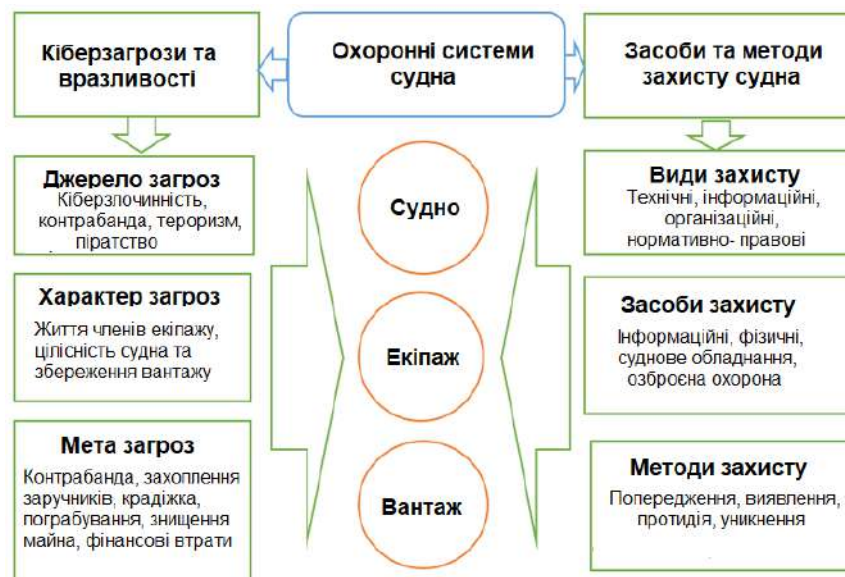 Кіберзагрози та
вразливості
Охоронні системи
судна
Засоби та методи
захисту судна
Джерело загроз
Кіберзлочинність,
контрабанда, тероризм,
піратство
Характер загроз
Життя членів екіпажу,
цілісність судна та
збереження вантажу
Мета загроз
Контрабанда, захоплення
заручників, крадіжка,
пограбування, знищення
майна, фінансові втрати
Судно
Екіпаж
Вантаж
Види захисту
Технічні, інформаційні,
організаційні,
нормативно- правові
Засоби захисту
Інформаційні, фізичні,
суднове обладнання,
озброєна охорона
Методи захисту
Попередження, виявлення,
протидія, уникнення